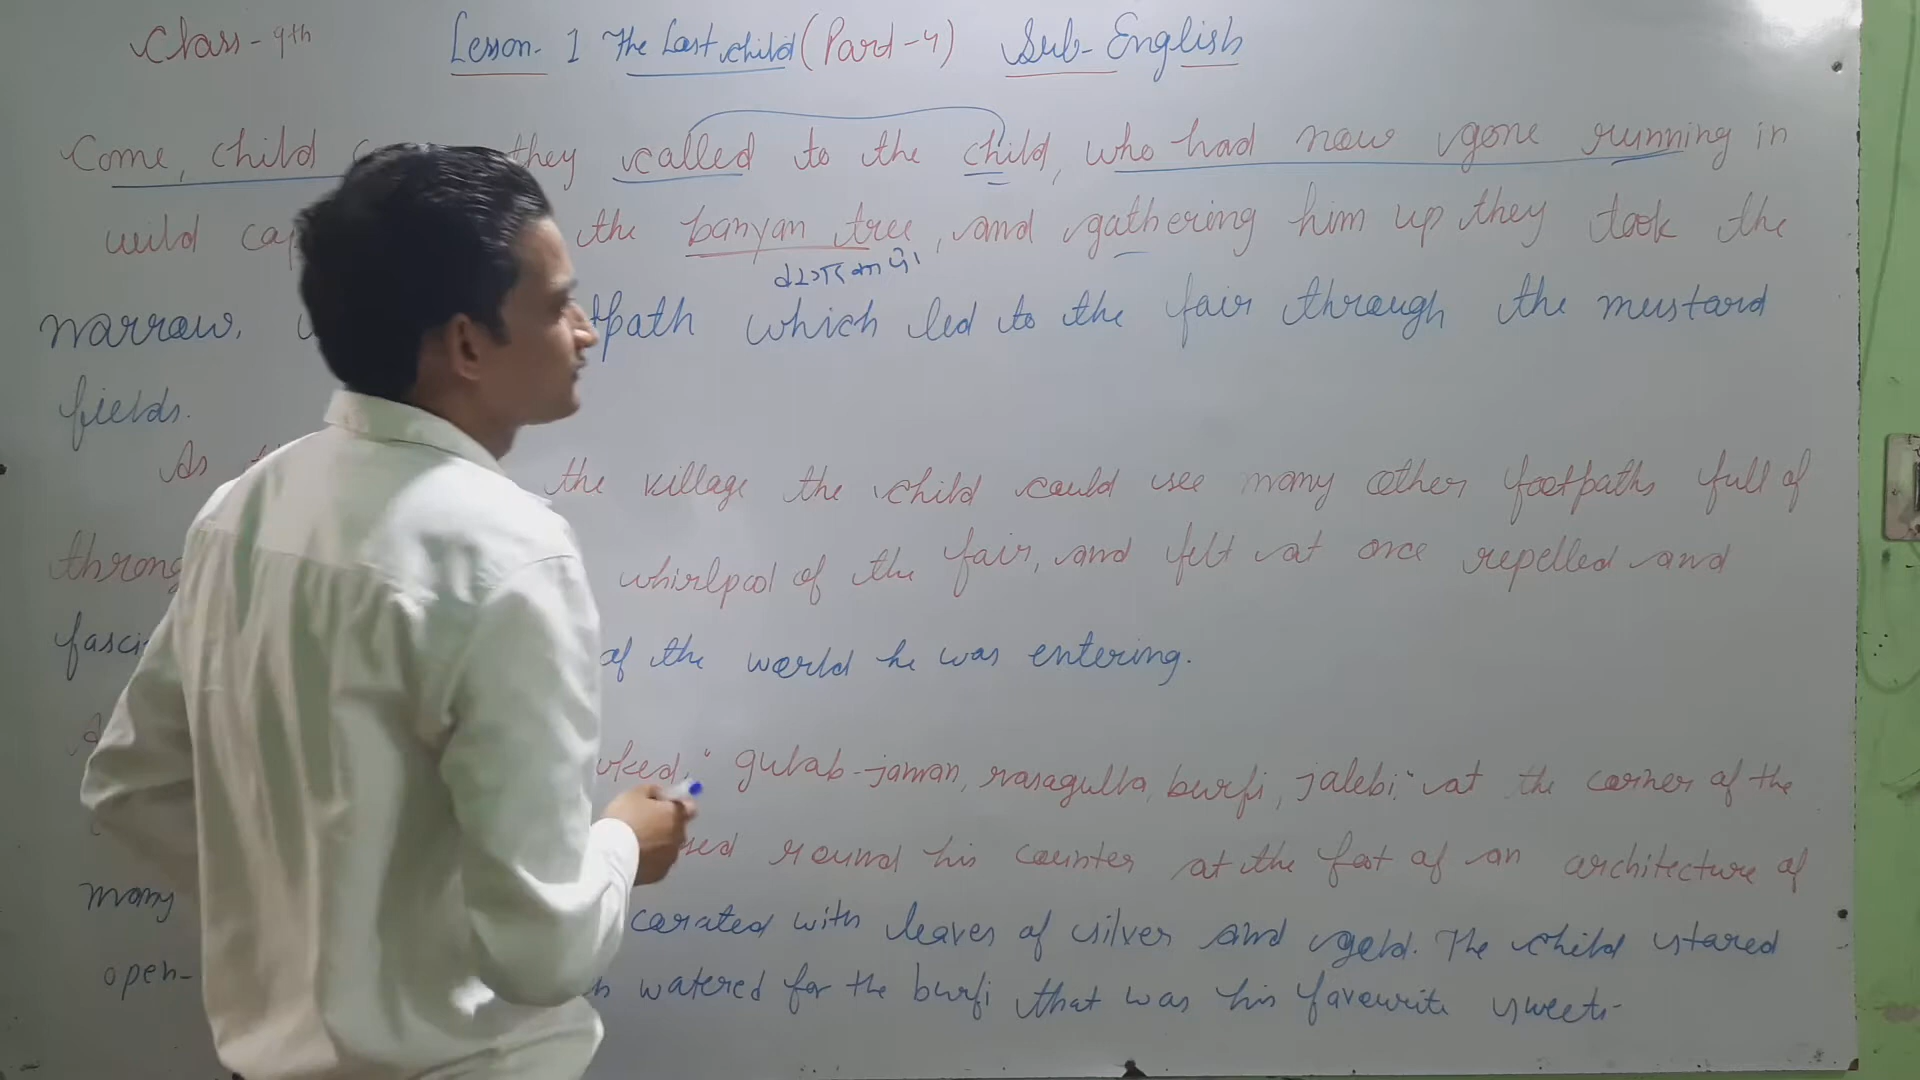 Class-9th Lesson-1 The Last child (Part-4) Sub-English
Come, child they called to the child, who had now gone running in
wild the banyan tree, and gathering him up they took the
narrow, path which led to the fair through the mustard
fields.
As the village the child could see many other footpaths full of
throng whirlpool of the fair, and felt at once repelled and
fasci of the world he was entering.
"gulab-jaman, rasagulla, burfi, jalebi," at the corner of the
round his counter at the foot of an architecture of
many corated with leaves of silver and gold. The child stared
open- watered for the burfi that was his favourite sweet-